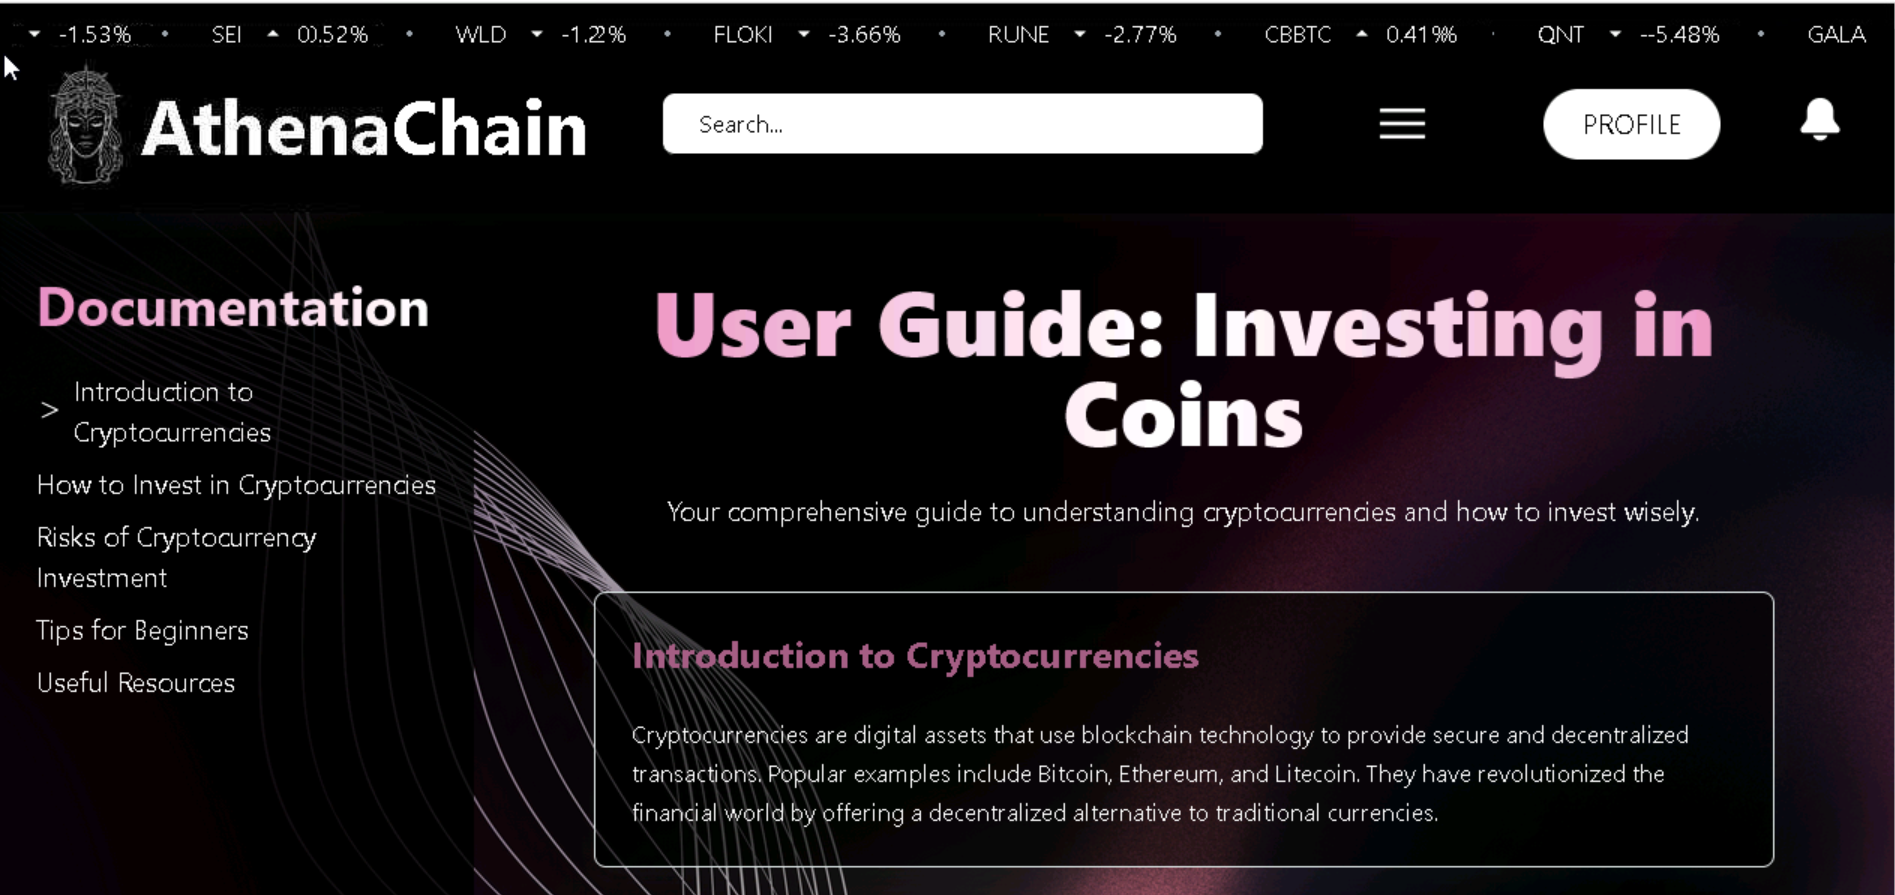 -1.53% • SEI 0.52% • WLD -1.22% • FLOKI -3.66% • RUNE -2.77% • CBBTC 0.41% • QNT -5.48% • GALA
AthenaChain
Search...
PROFILE
Documentation
> Introduction to
Cryptocurrencies
How to Invest in Cryptocurrencies
Risks of Cryptocurrency
Investment
Tips for Beginners
Useful Resources
User Guide: Investing in
Coins
Your comprehensive guide to understanding cryptocurrencies and how to invest wisely.
Introduction to Cryptocurrencies
Cryptocurrencies are digital assets that use blockchain technology to provide secure and decentralized
transactions. Popular examples include Bitcoin, Ethereum, and Litecoin. They have revolutionized the
financial world by offering a decentralized alternative to traditional currencies.